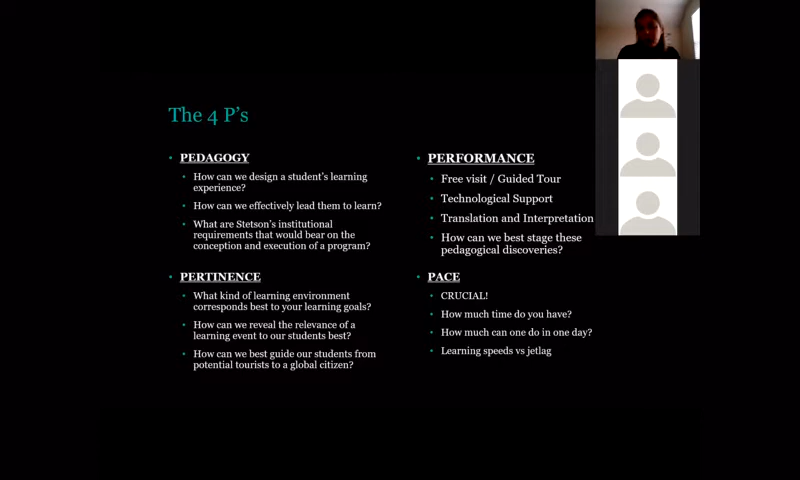 The 4 P's
PEDAGOGY
How can we design a student's learning
experience?
How can we effectively lead them to learn?
What are Stetson's institutional
requirements that would bear on the
conception and execution of a program?
PERTINENCE
What kind of learning environment
corresponds best to your learning goals?
How can we reveal the relevance of a
learning event to our students best?
How can we best guide our students from
potential tourists to a global citizen?
PERFORMANCE
Free visit / Guided Tour
Technological Support
Translation and Interpretation
How can we best stage these
pedagogical discoveries?
PACE
CRUCIAL!
How much time do you have?
How much can one do in one day?
Learning speeds vs jetlag